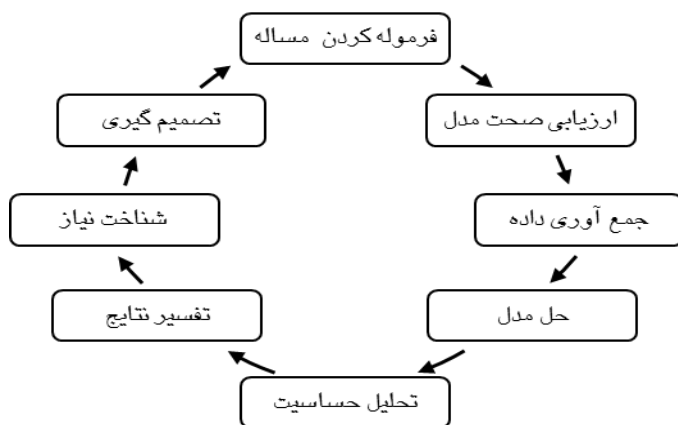 فرموله کردن مساله
ارزیابی صحت مدل
جمع آوری داده
حل مدل
تحلیل حساسیت
تفسیر نتایج
شناخت نیاز
تصمیم گیری